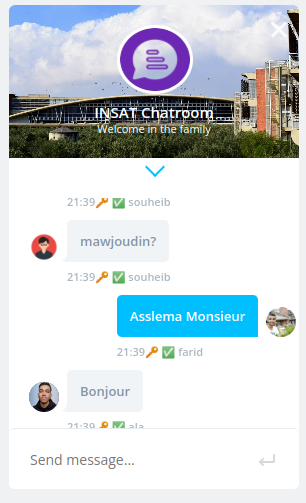 INSAT Chatroom
Welcome in the family
21:39🔑 ✅ souheib
mawjoudin?
21:39🔑 ✅ souheib
Asslema Monsieur
21:39🔑 ✅ farid
Bonjour
21:39🔑 ✅ ala
Send message...